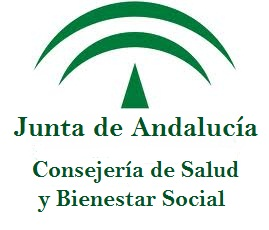 Junta de Andalucía
Consejería de Salud
y Bienestar Social